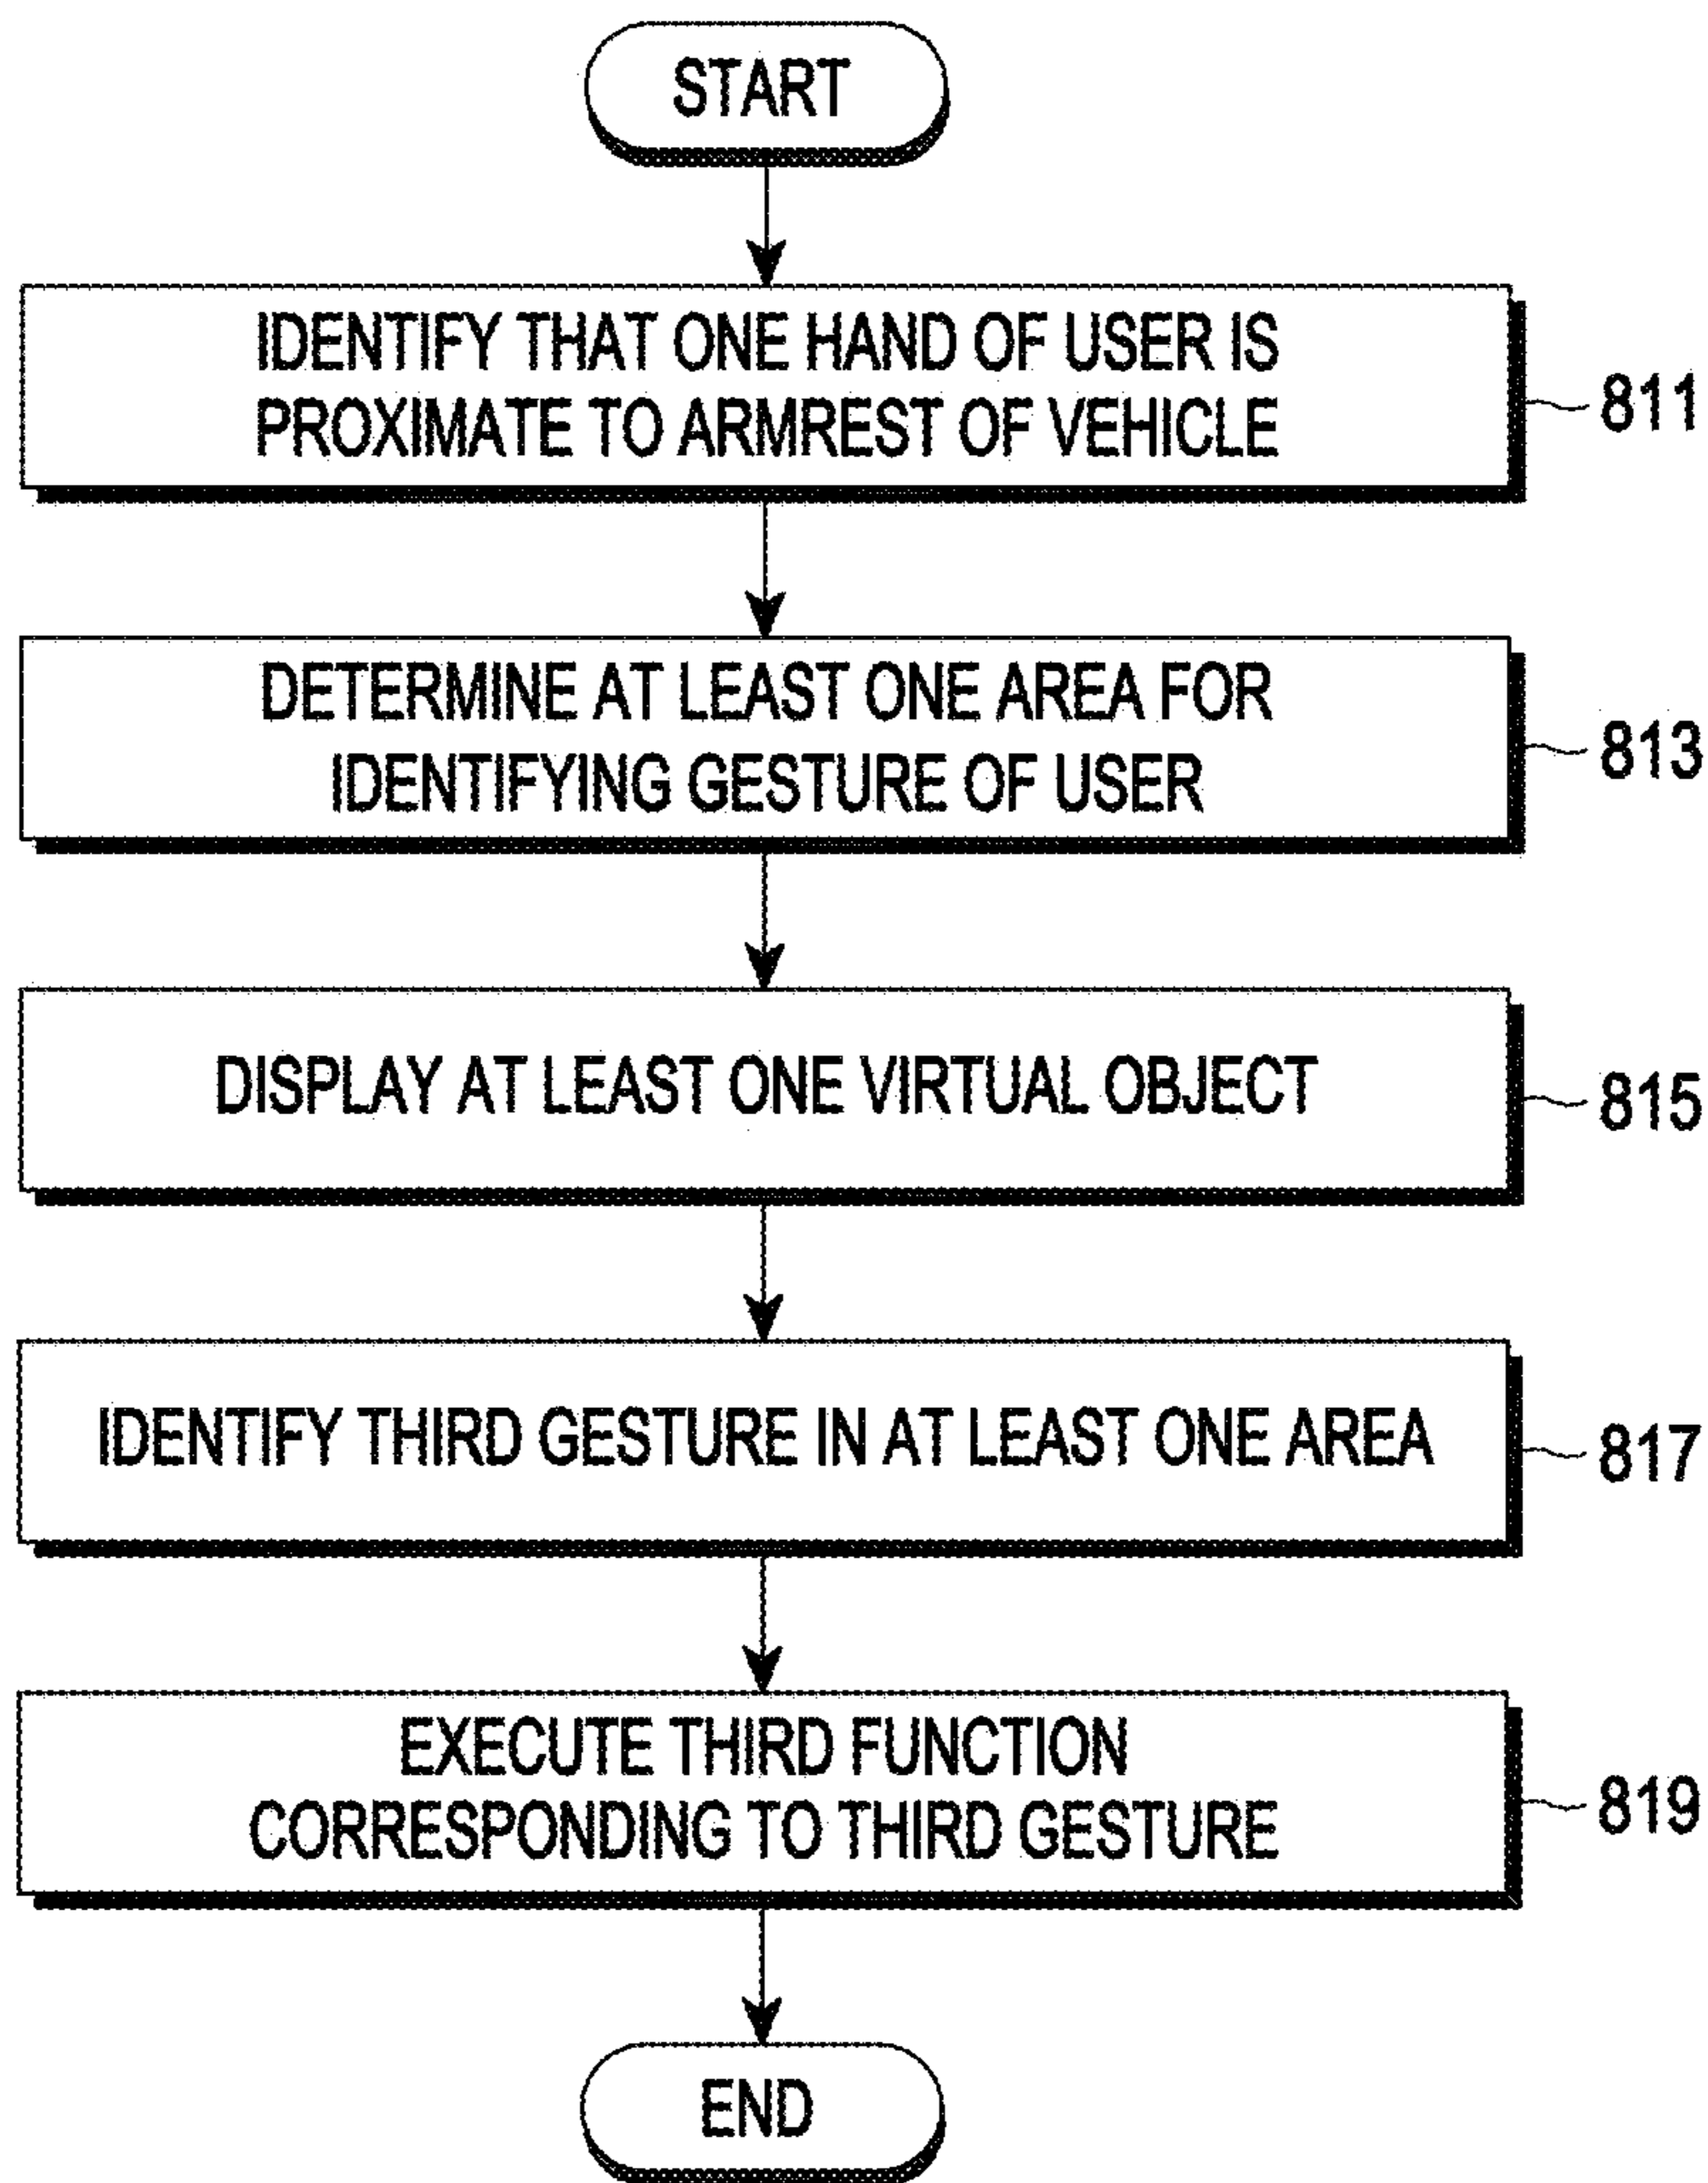 START
IDENTIFY THAT ONE HAND OF USER IS
PROXIMATE TO ARMREST OF VEHICLE
811
DETERMINE AT LEAST ONE AREA FOR
IDENTIFYING GESTURE OF USER
813
DISPLAY AT LEAST ONE VIRTUAL OBJECT
815
IDENTIFY THIRD GESTURE IN AT LEAST ONE AREA
817
EXECUTE THIRD FUNCTION
CORRESPONDING TO THIRD GESTURE
819
END